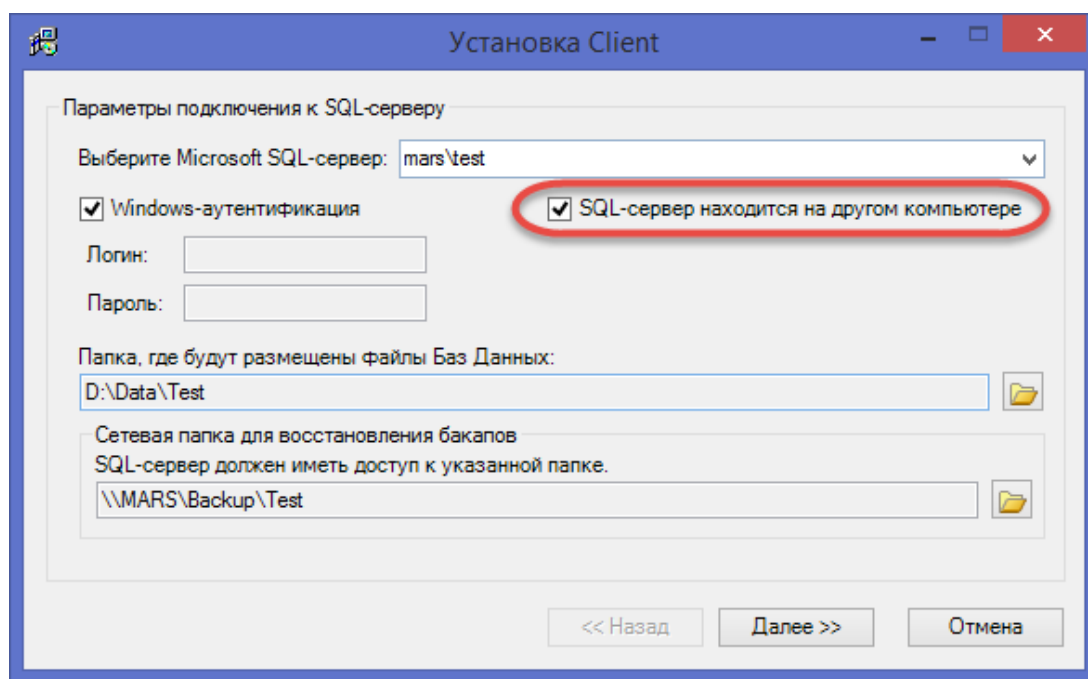 Установка Client
Параметры подключения к SQL-серверу
Выберите Microsoft SQL-сервер: mars\test
Windows-аутентификация SQL-сервер находится на другом компьютере
Логин:
Пароль:
Папка, где будут размещены файлы Баз Данных:
D:\Data\Test
Сетевая папка для восстановления бакапов
SQL-сервер должен иметь доступ к указанной папке.
\\MARS\Backup\Test
<< Назад Далее >> Отмена